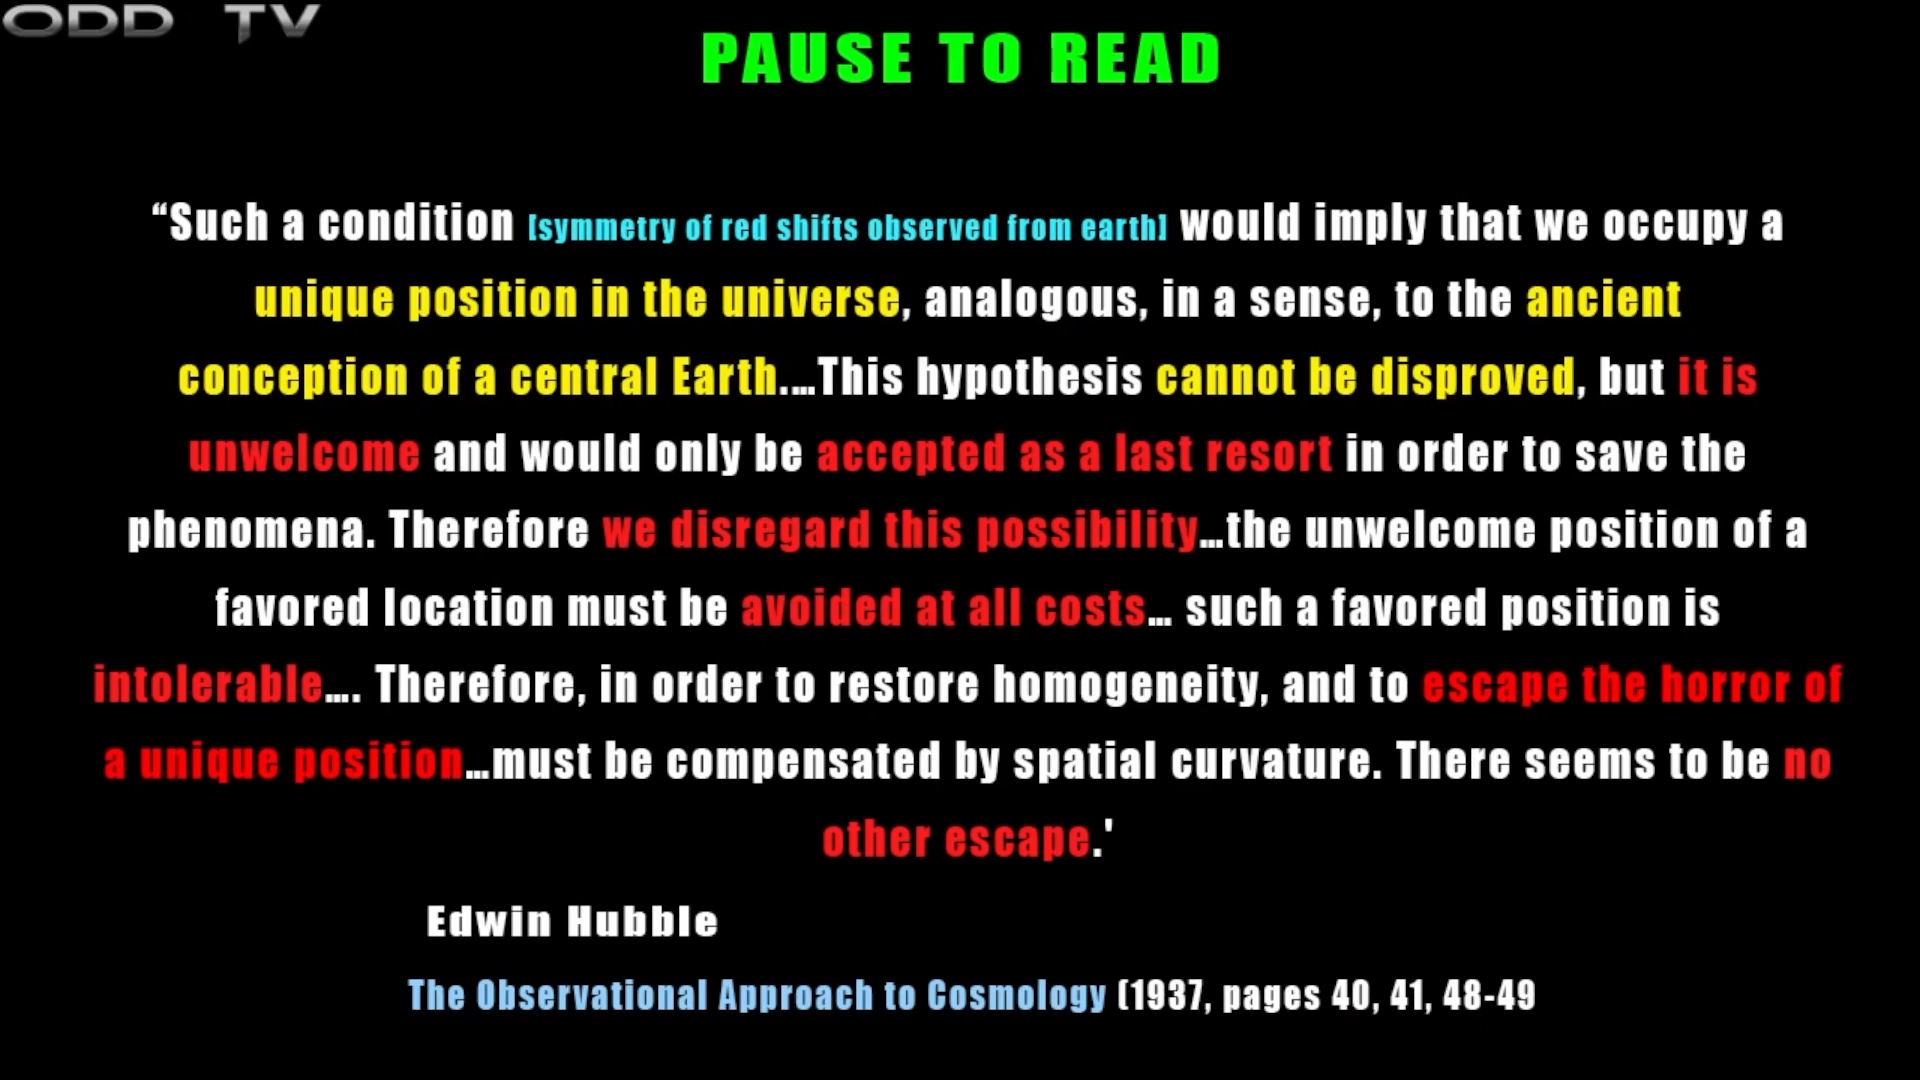 ODD TV
PAUSE TO READ
“Such a condition [symmetry of red shifts observed from earth] would imply that we occupy a
unique position in the universe, analogous, in a sense, to the ancient
conception of a central Earth.…This hypothesis cannot be disproved, but it is
unwelcome and would only be accepted as a last resort in order to save the
phenomena. Therefore we disregard this possibility…the unwelcome position of a
favored location must be avoided at all costs… such a favored position is
intolerable…. Therefore, in order to restore homogeneity, and to escape the horror of
a unique position…must be compensated by spatial curvature. There seems to be no
other escape.'
Edwin Hubble
The Observational Approach to Cosmology (1937, pages 40, 41, 48-49